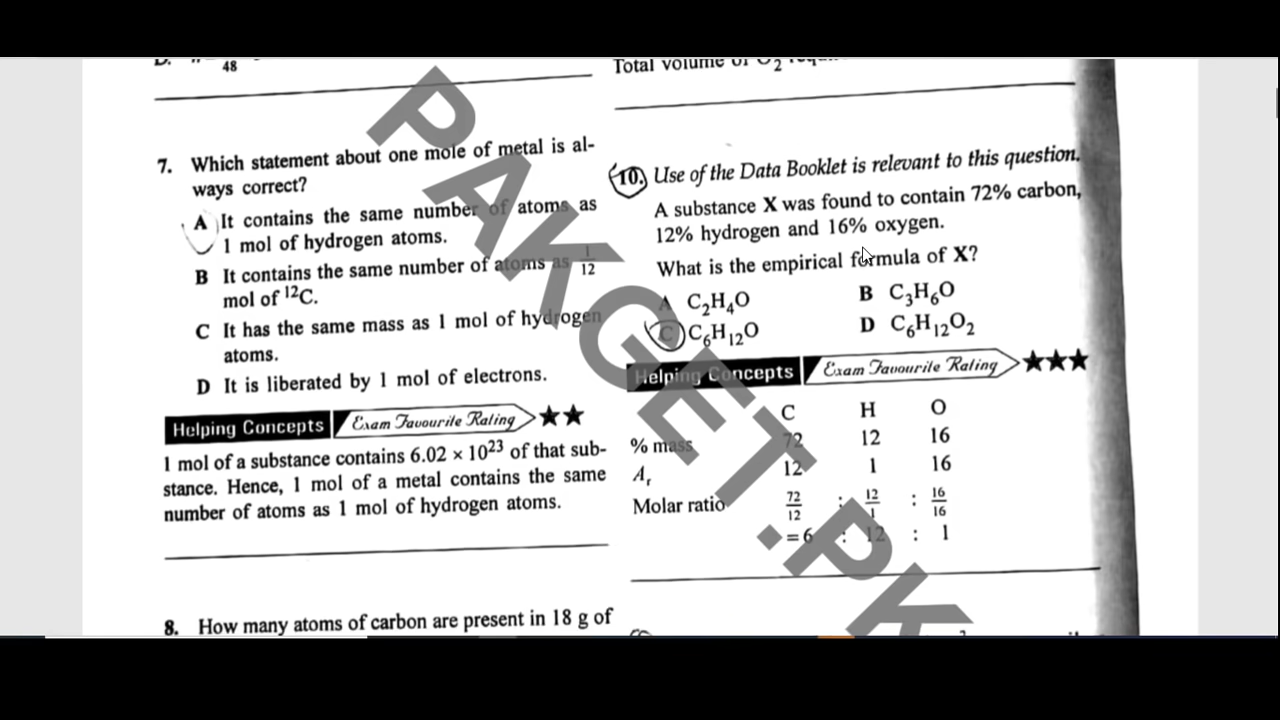 48
Total volume of O2
7. Which statement about one mole of metal is al-
ways correct?
A It contains the same number of atoms as
1 mol of hydrogen atoms.
B It contains the same number of atoms as 1/12
mol of 12C.
C It has the same mass as 1 mol of hydrogen
atoms.
D It is liberated by 1 mol of electrons.
Helping Concepts Exam Favourite Rating ★★
1 mol of a substance contains 6.02 × 10^23 of that sub-
stance. Hence, 1 mol of a metal contains the same
number of atoms as 1 mol of hydrogen atoms.
8. How many atoms of carbon are present in 18 g of
10. Use of the Data Booklet is relevant to this question.
A substance X was found to contain 72% carbon,
12% hydrogen and 16% oxygen.
What is the empirical formula of X?
A C2H4O B C3H6O
C C6H12O D C6H12O2
Helping Concepts Exam Favourite Rating ★★★
C H O
% mass 72 12 16
Ar 12 1 16
Molar ratio 72/12 : 12/1 : 16/16
= 6 : 12 : 1
PAKGET.PK